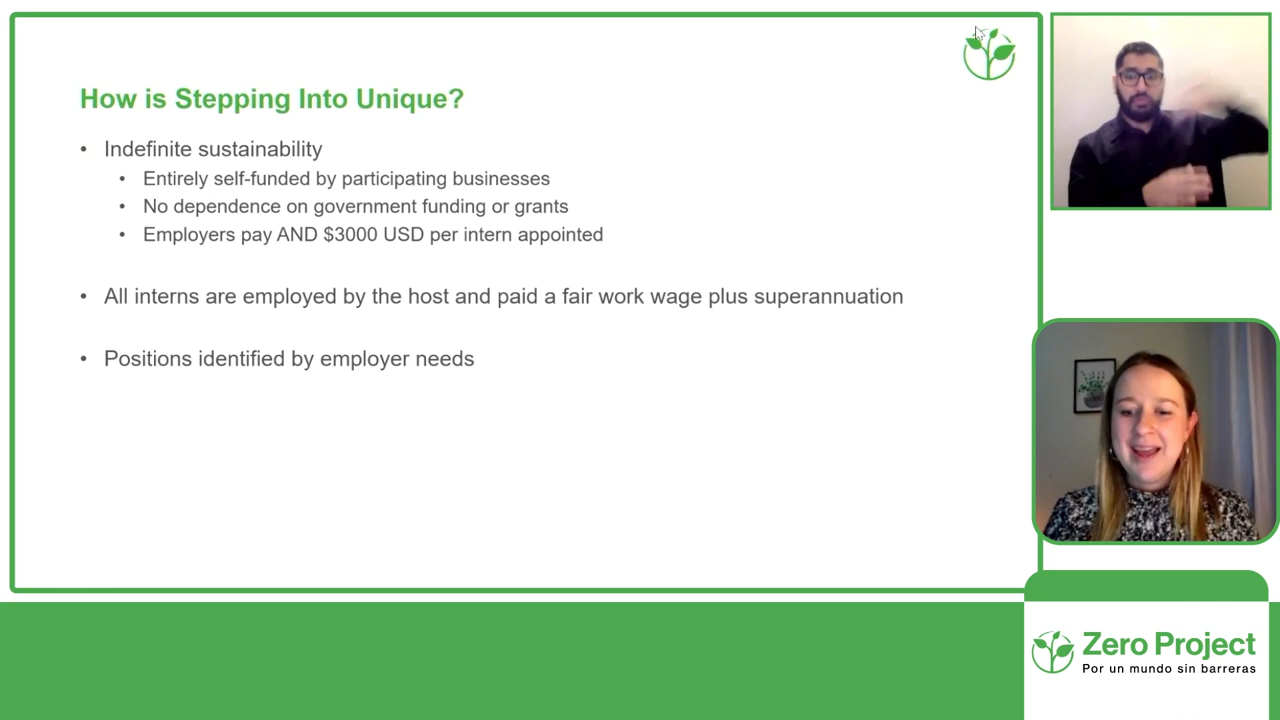 How is Stepping Into Unique?
• Indefinite sustainability
• Entirely self-funded by participating businesses
• No dependence on government funding or grants
• Employers pay AND $3000 USD per intern appointed
• All interns are employed by the host and paid a fair work wage plus superannuation
• Positions identified by employer needs
Zero Project
Por un mundo sin barreras